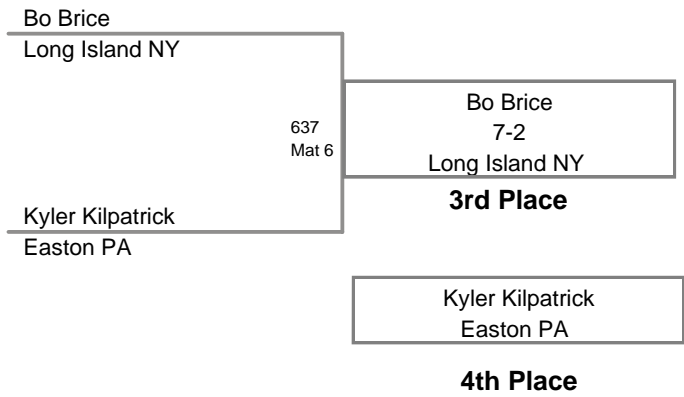 Bo Brice
Long Island NY
637
Mat 6
Bo Brice
7-2
Long Island NY
3rd Place
Kyler Kilpatrick
Easton PA
Kyler Kilpatrick
Easton PA
4th Place